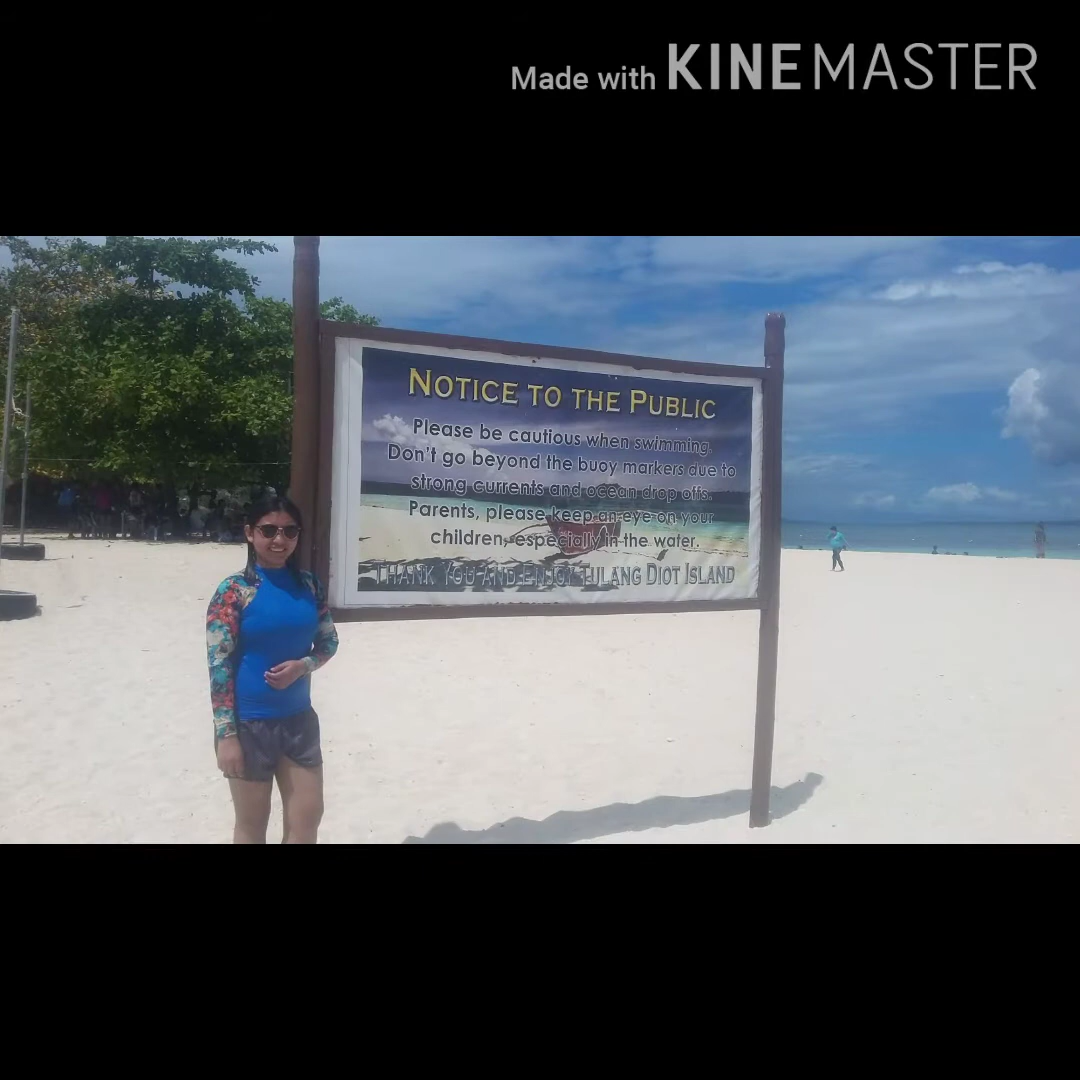 Made with KINEMASTER
NOTICE TO THE PUBLIC
Please be cautious when swimming.
Don't go beyond the buoy markers due to
strong currents and ocean drop offs.
Parents, please keep an eye on your
children, especially in the water.
THANK YOU AND ENJOY TULANG DIOT ISLAND